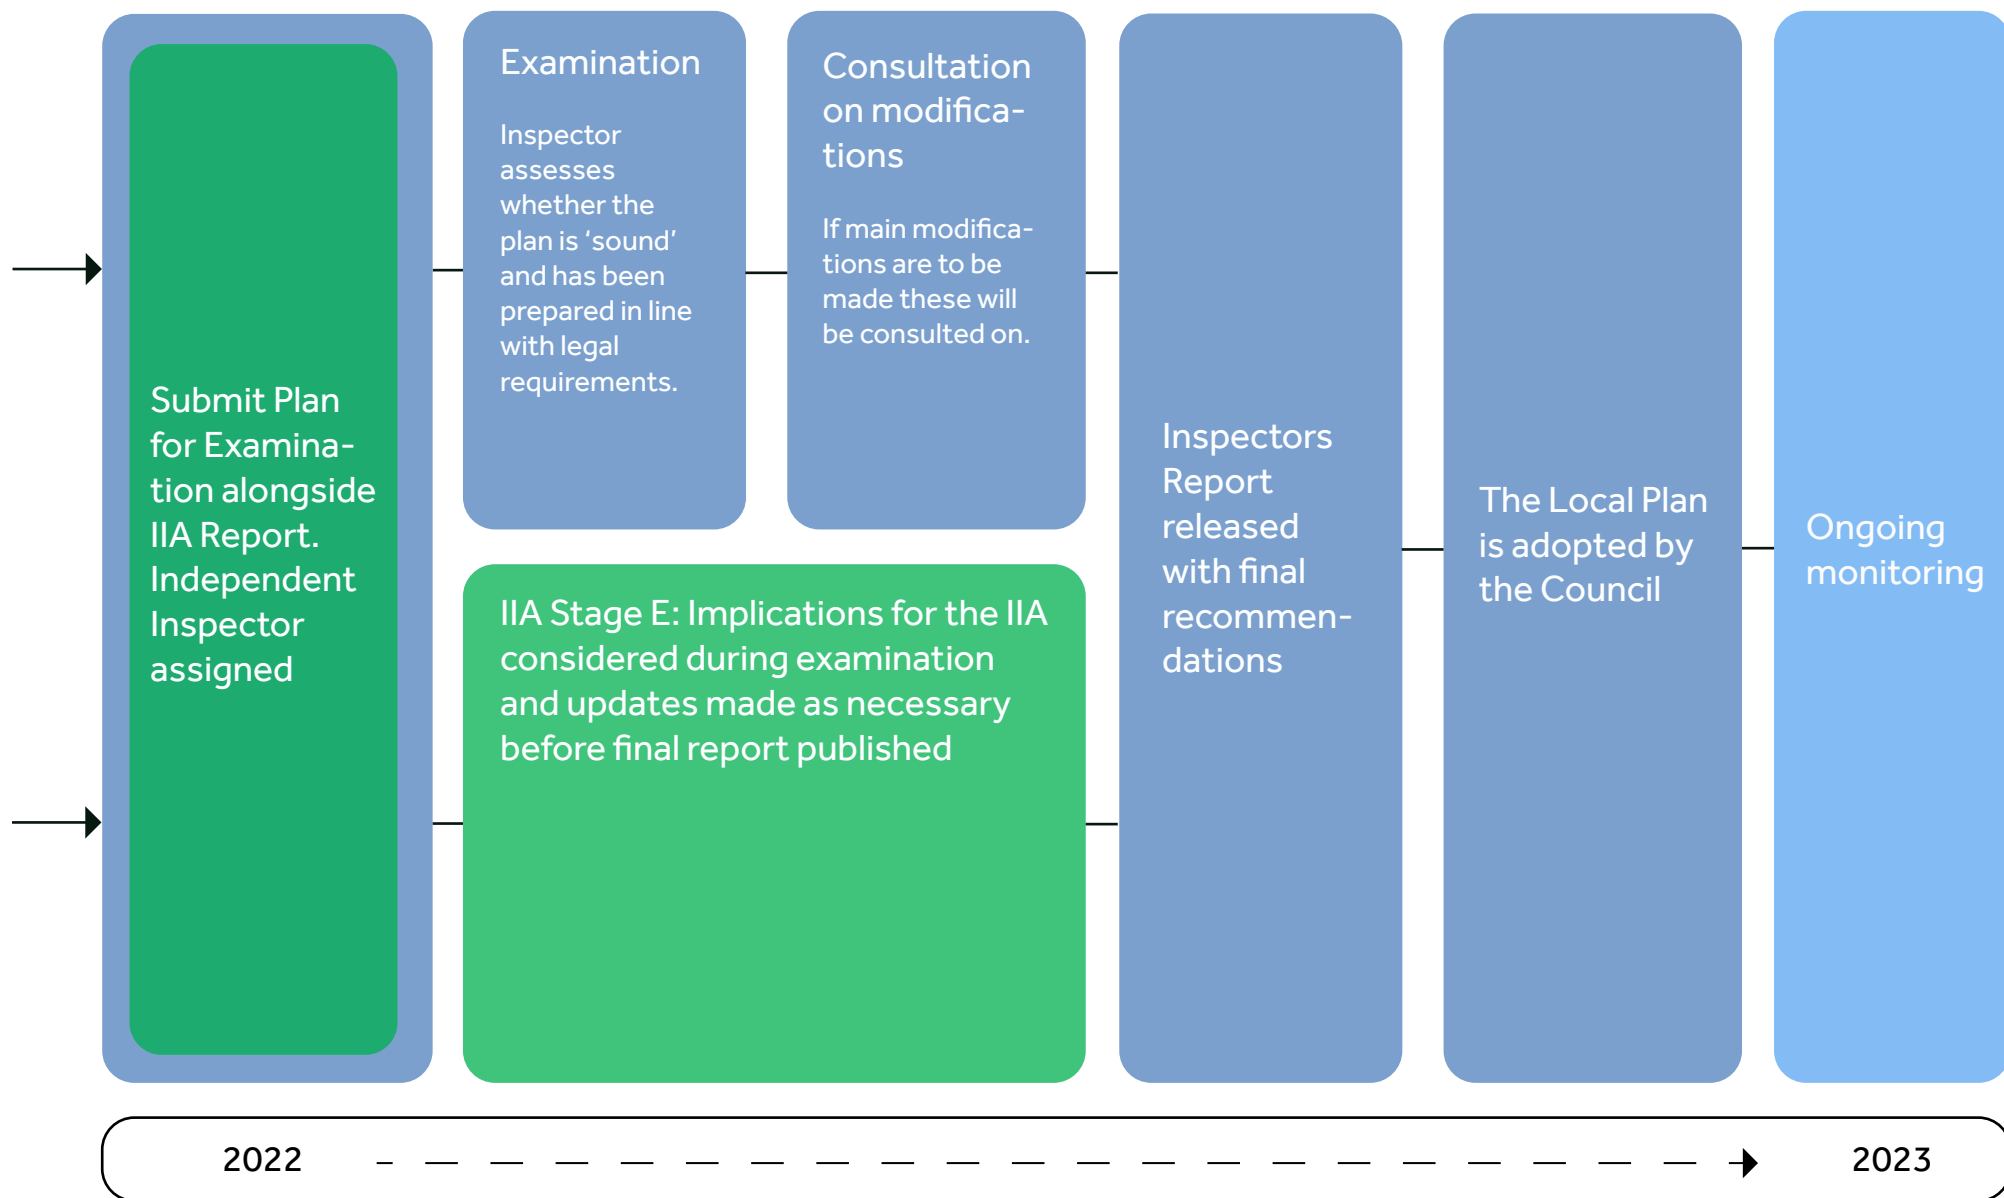 Submit Plan
for Examina-
tion alongside
IIA Report.
Independent
Inspector
assigned
Examination
Inspector
assesses
whether the
plan is ‘sound’
and has been
prepared in line
with legal
requirements.
Consultation
on modifica-
tions
If main modifica-
tions are to be
made these will
be consulted on.
IIA Stage E: Implications for the IIA
considered during examination
and updates made as necessary
before final report published
Inspectors
Report
released
with final
recommen-
dations
The Local Plan
is adopted by
the Council
Ongoing
monitoring
2022
2023